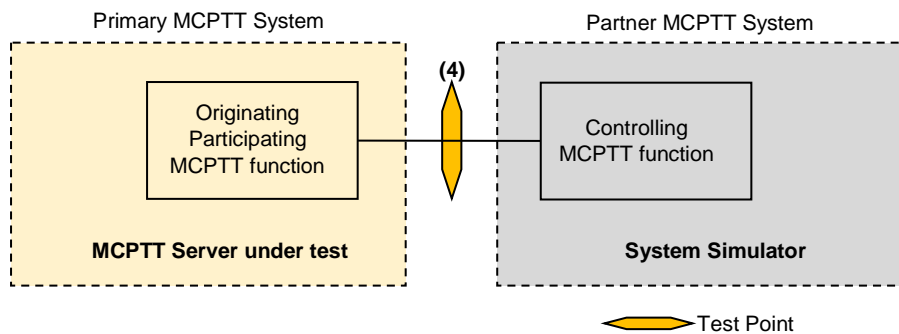 Primary MCPTT System
Partner MCPTT System
(4)
Originating
Participating
MCPTT function
Controlling
MCPTT function
MCPTT Server under test
System Simulator
Test Point